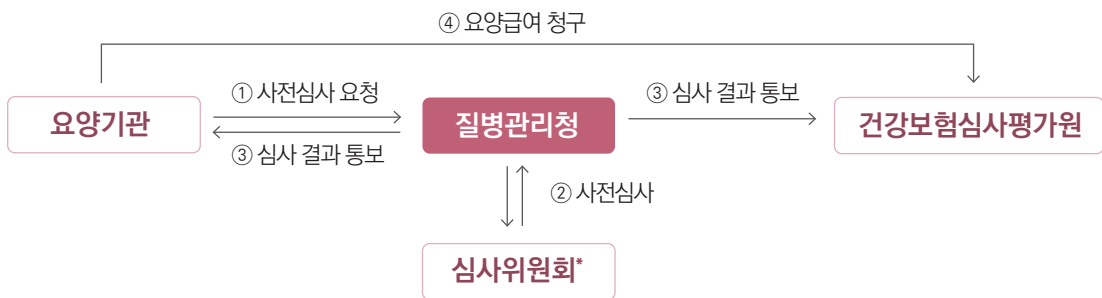 ④ 요양급여 청구
요양기관
① 사전심사 요청
③ 심사 결과 통보
질병관리청
③ 심사 결과 통보
건강보험심사평가원
② 사전심사
심사위원회*